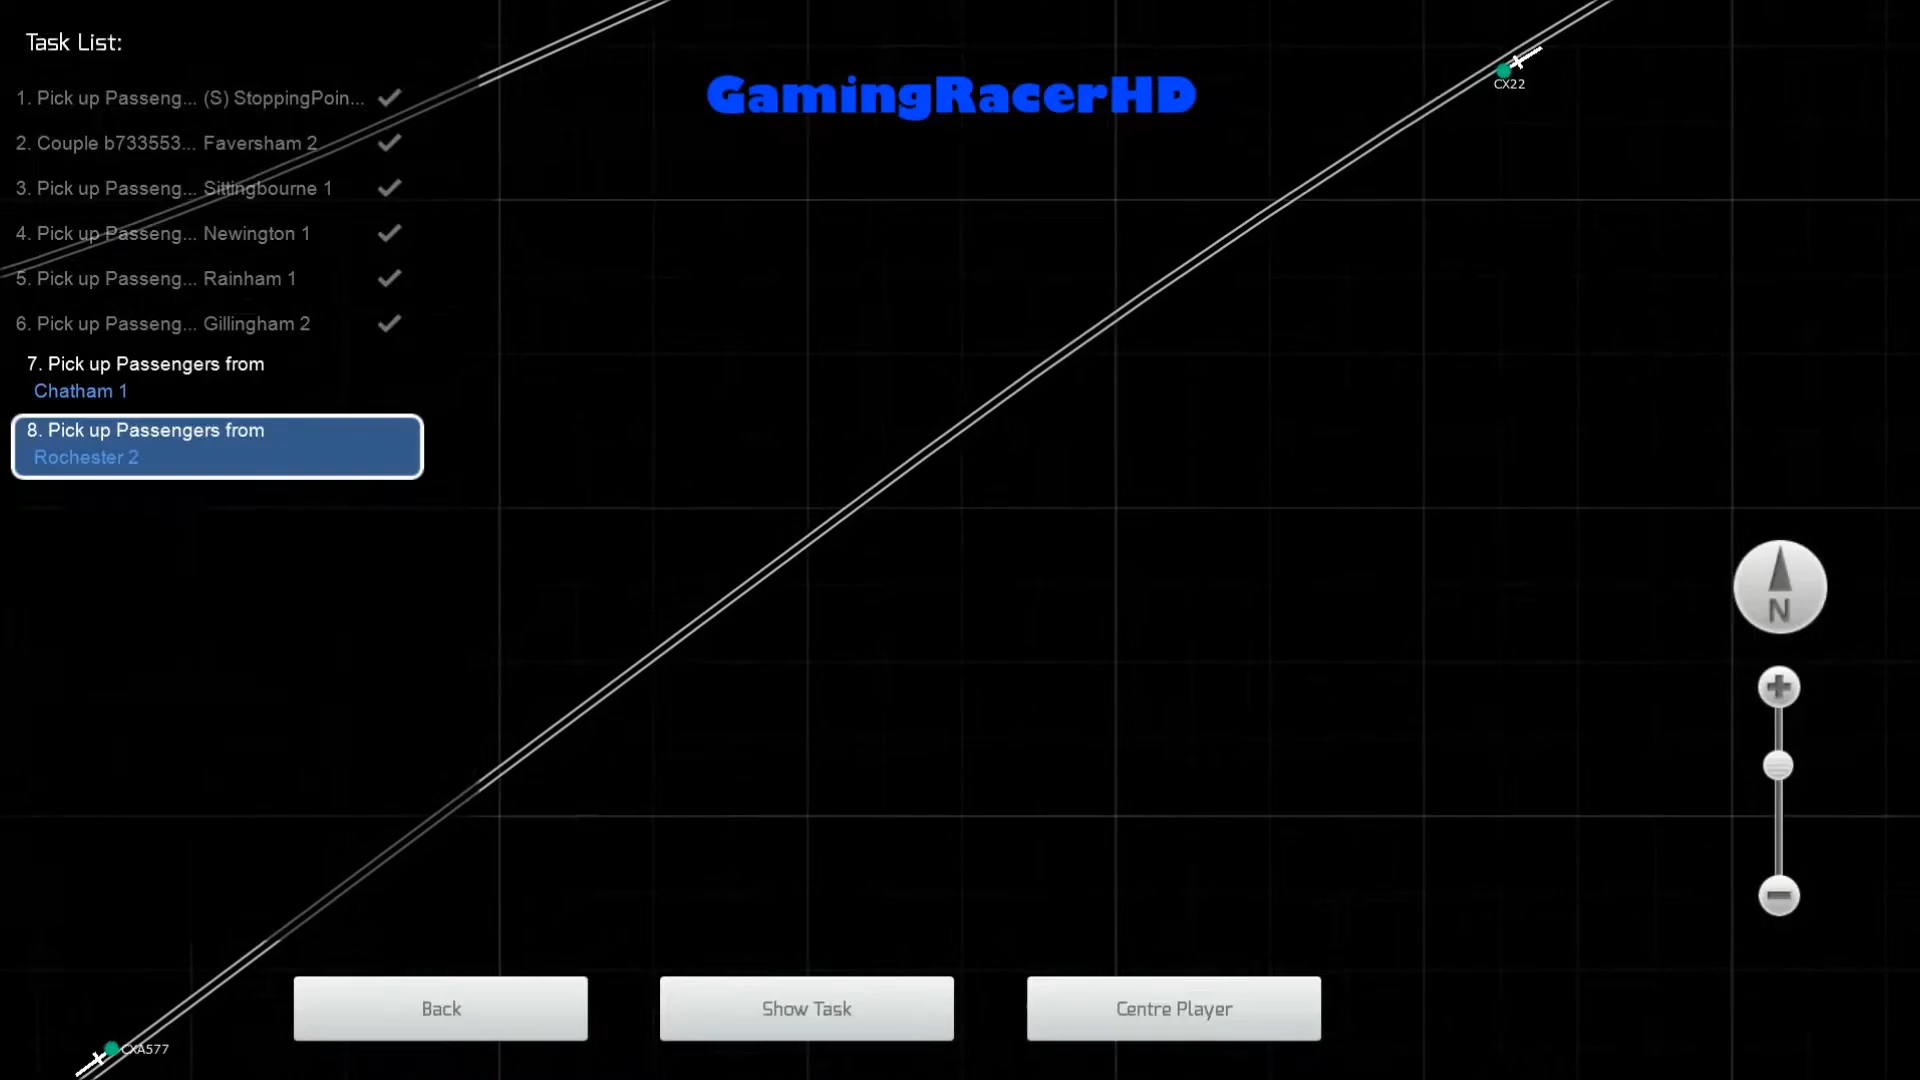 Task List:
GamingRacerHD
CX22
1. Pick up Passeng... (S) StoppingPoin...
2. Couple b733553... Faversham 2
3. Pick up Passeng... Sittingbourne 1
4. Pick up Passeng... Newington 1
5. Pick up Passeng... Rainham 1
6. Pick up Passeng... Gillingham 2
7. Pick up Passengers from
Chatham 1
8. Pick up Passengers from
Rochester 2
N
Back
Show Task
Centre Player
CXA577